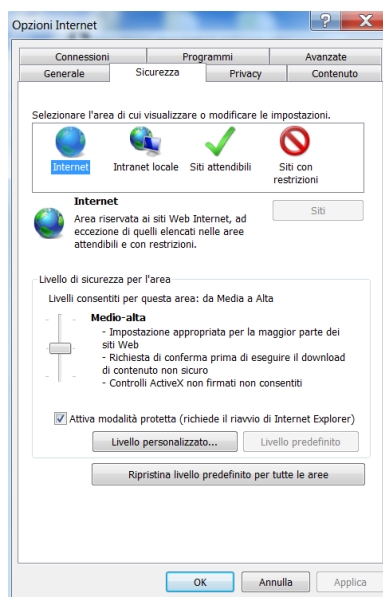 Opzioni Internet
?
X
Connessioni
Programmi
Avanzate
Generale
Sicurezza
Privacy
Contenuto
Selezionare l'area di cui visualizzare o modificare le impostazioni.
Internet
Intranet locale
Siti attendibili
Siti con
restrizioni
Internet
Area riservata ai siti Web Internet, ad
eccezione di quelli elencati nelle aree
attendibili e con restrizioni.
Siti
Livello di sicurezza per l'area
Livelli consentiti per questa area: da Media a Alta
Medio-alta
- Impostazione appropriata per la maggior parte dei
siti Web
- Richiesta di conferma prima di eseguire il download
di contenuto non sicuro
- Controlli ActiveX non firmati non consentiti
Attiva modalità protetta (richiede il riavvio di Internet Explorer)
Livello personalizzato...
Livello predefinito
Ripristina livello predefinito per tutte le aree
OK
Annulla
Applica